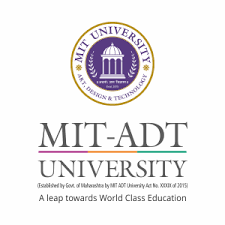 MIT UNIVERSITY
ART, DESIGN & TECHNOLOGY
MIT-ADT
UNIVERSITY
(Established by Govt. of Maharashtra by MIT ADT University Act No. XXXIX of 2015)
A leap towards World Class Education